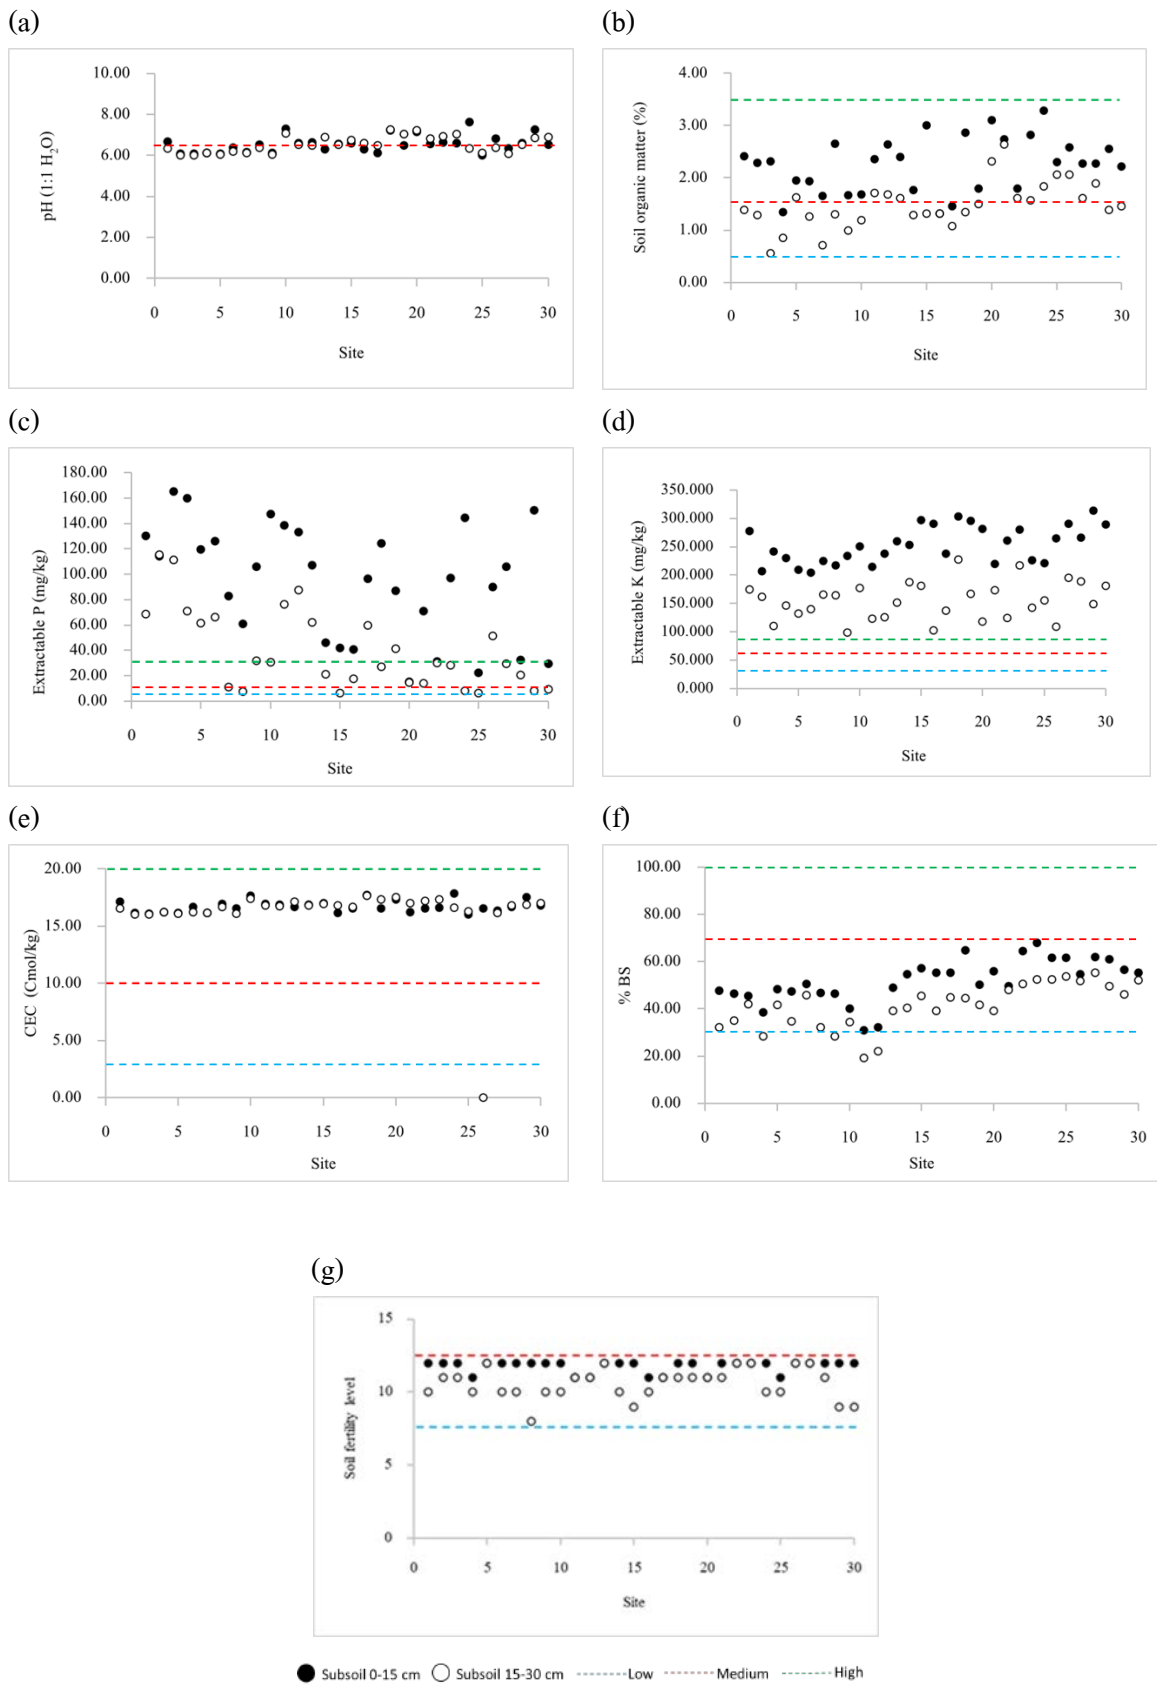 (a)
10.00
8.00
6.00
4.00
2.00
0.00
pH (1:1 H2O)
0 5 10 15 20 25 30
Site
(b)
4.00
3.00
2.00
1.00
0.00
Soil organic matter (%)
0 5 10 15 20 25 30
Site
(c)
180.00
160.00
140.00
120.00
100.00
80.00
60.00
40.00
20.00
0.00
Extractable P (mg/kg)
0 5 10 15 20 25 30
Site
(d)
350.000
300.000
250.000
200.000
150.000
100.000
50.000
0.000
Extractable K (mg/kg)
0 5 10 15 20 25 30
Site
(e)
20.00
15.00
10.00
5.00
0.00
CEC (Cmol/kg)
0 5 10 15 20 25 30
Site
(f)
100.00
80.00
60.00
40.00
20.00
0.00
% BS
0 5 10 15 20 25 30
Site
(g)
15
10
5
0
Soil fertility level
0 5 10 15 20 25 30
Site
Subsoil 0-15 cm Subsoil 15-30 cm Low Medium High